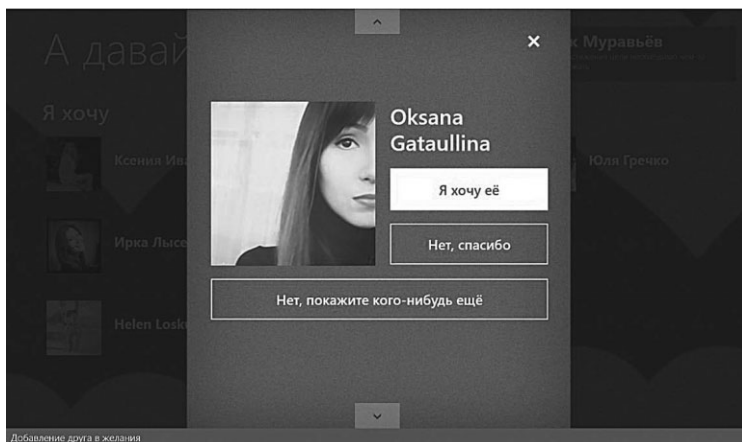 А давай
к Муравьёв
Я хочу
Ксения Ива
Юля Гречко
Ирка Лысе
Helen Losk
Oksana
Gataullina
Я хочу её
Нет, спасибо
Нет, покажите кого-нибудь ещё
Добавление друга в желания